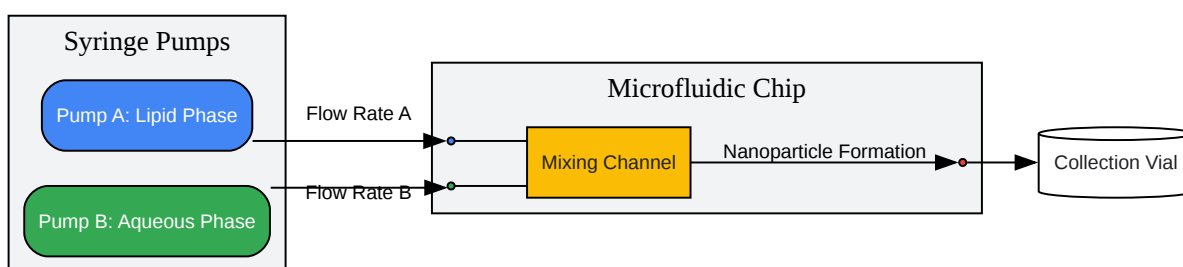 Syringe Pumps
Pump A: Lipid Phase
Pump B: Aqueous Phase
Flow Rate A
Flow Rate B
Microfluidic Chip
Mixing Channel
Nanoparticle Formation
Collection Vial